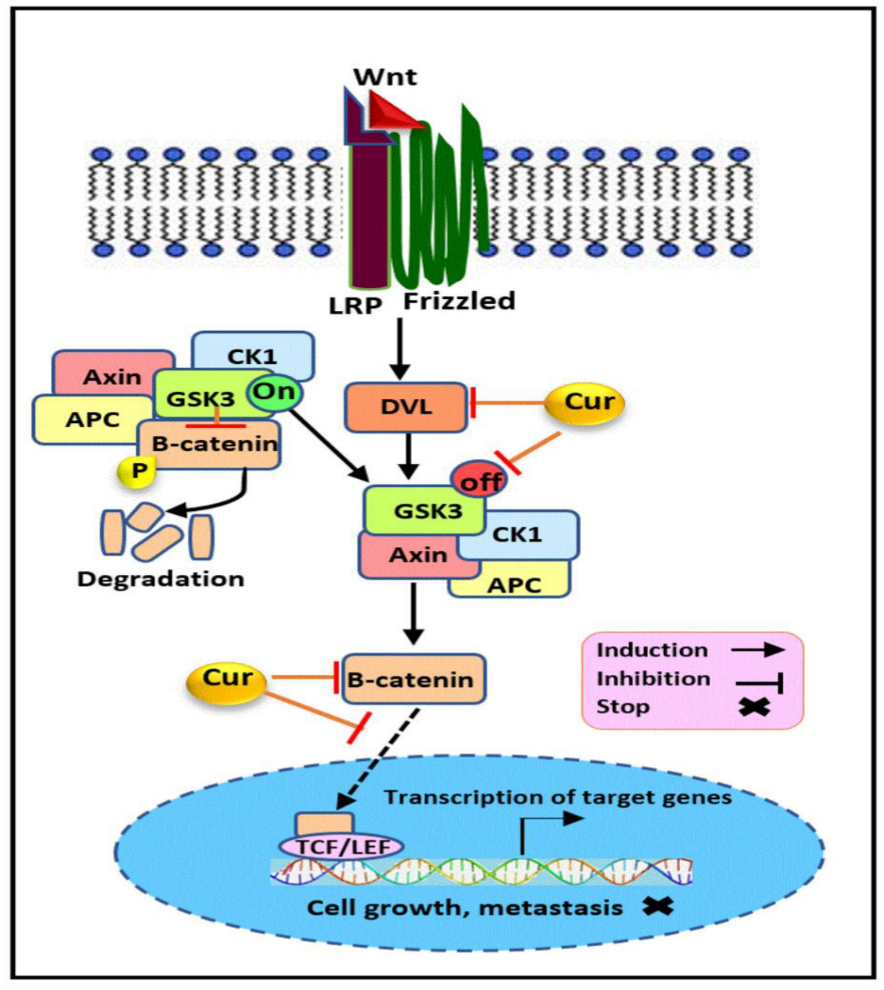 Wnt
LRP
Frizzled
CK1
Axin
GSK3
On
APC
B-catenin
P
Degradation
DVL
Cur
off
GSK3
CK1
Axin
APC
Cur
B-catenin
Induction
Inhibition
Stop
Transcription of target genes
TCF/LEF
Cell growth, metastasis